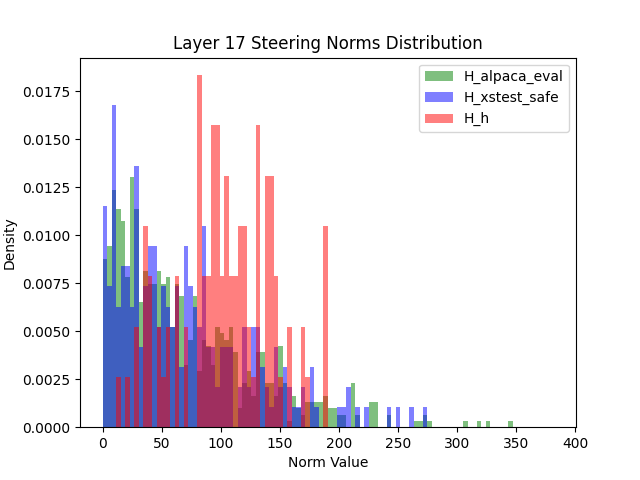 Layer 17 Steering Norms Distribution
H_alpaca_eval
H_xstest_safe
H_h
0.0175
0.0150
0.0125
0.0100
0.0075
0.0050
0.0025
0.0000
Density
0 50 100 150 200 250 300 350 400
Norm Value